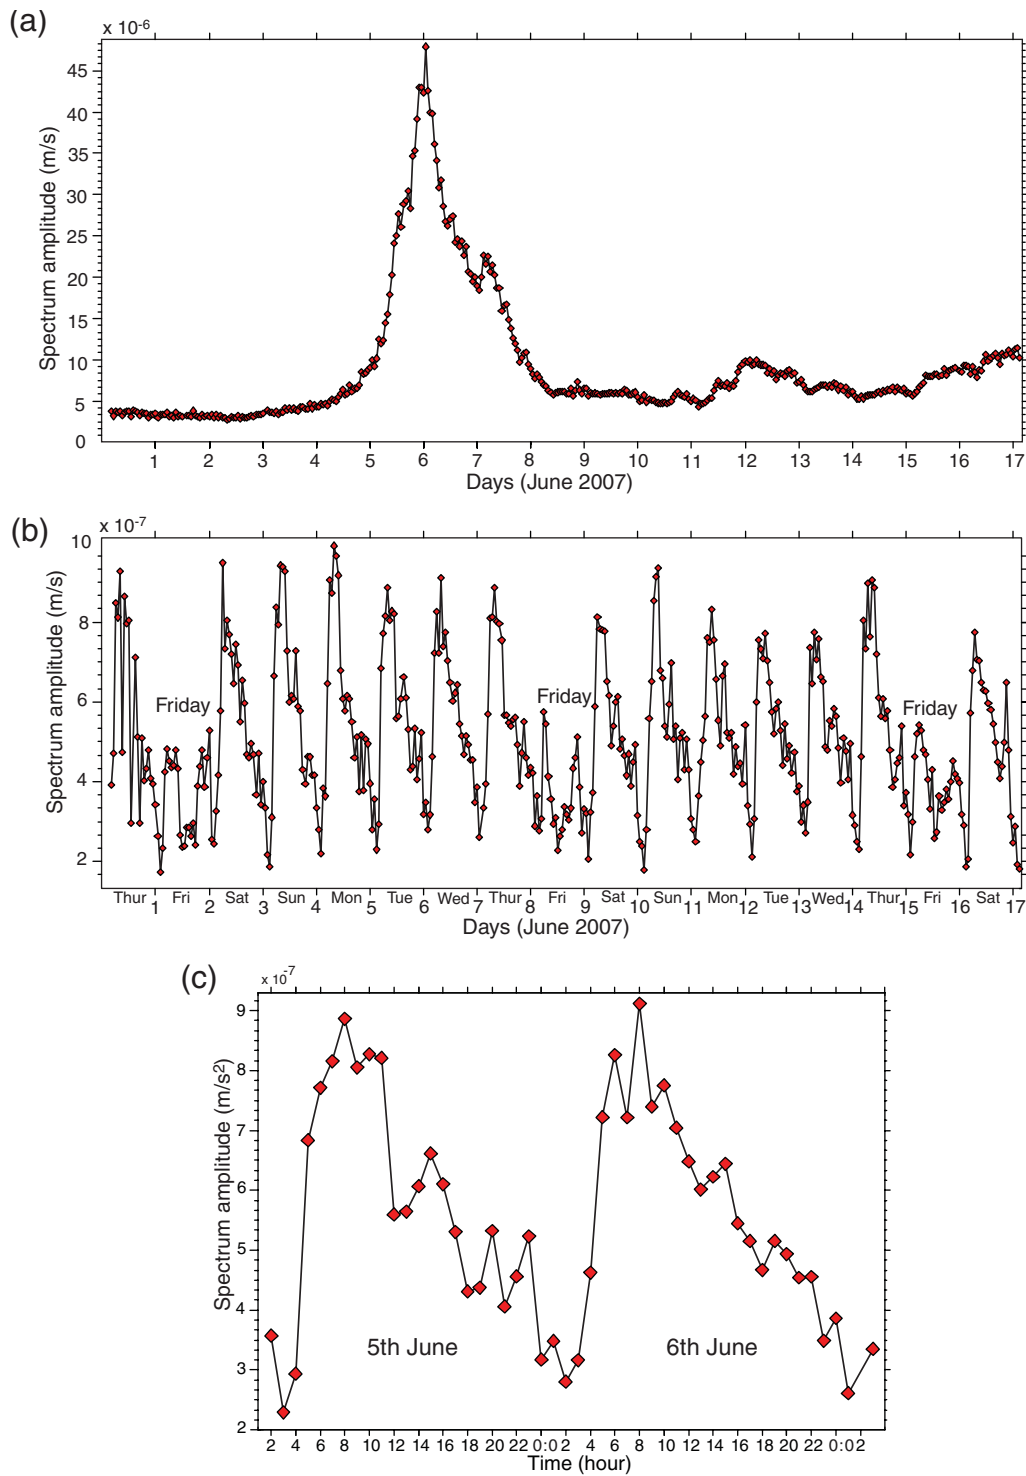 (a)
x 10-6
45
40
35
30
25
20
15
10
5
0
Spectrum amplitude (m/s)
1 2 3 4 5 6 7 8 9 10 11 12 13 14 15 16 17
Days (June 2007)
(b)
x 10-7
10
8
6
4
2
Spectrum amplitude (m/s)
Friday
Friday
Friday
Thur Fri Sat Sun Mon Tue Wed Thur Fri Sat Sun Mon Tue Wed Thur Fri Sat
1 2 3 4 5 6 7 8 9 10 11 12 13 14 15 16 17
Days (June 2007)
(c)
x 10-7
9
8
7
6
5
4
3
2
Spectrum amplitude (m/s2)
5th June
6th June
2 4 6 8 10 12 14 16 18 20 22 0:0 2 4 6 8 10 12 14 16 18 20 22 0:0 2
Time (hour)